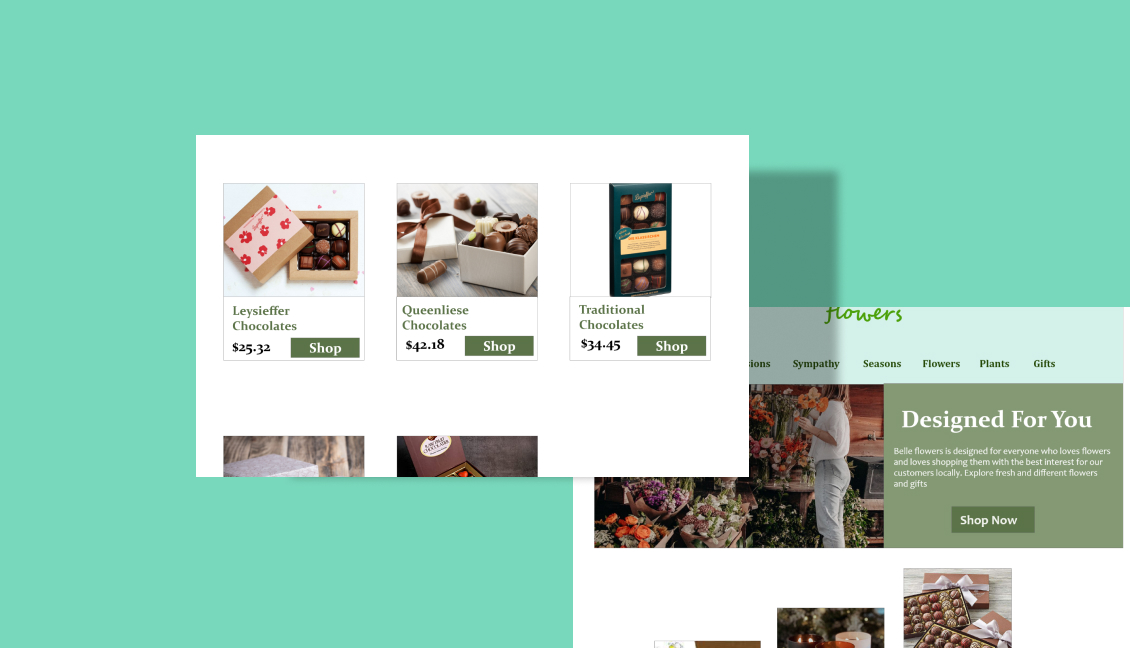 Leysieffer
Chocolates
$25.32
Shop
Queenliese
Chocolates
$42.18
Shop
Traditional
Chocolates
$34.45
Shop
flowers
Sympathy Seasons Flowers Plants Gifts
Designed For You
Belle flowers is designed for everyone who loves flowers
and loves shopping them with the best interest for our
customers locally. Explore fresh and different flowers
and gifts
Shop Now